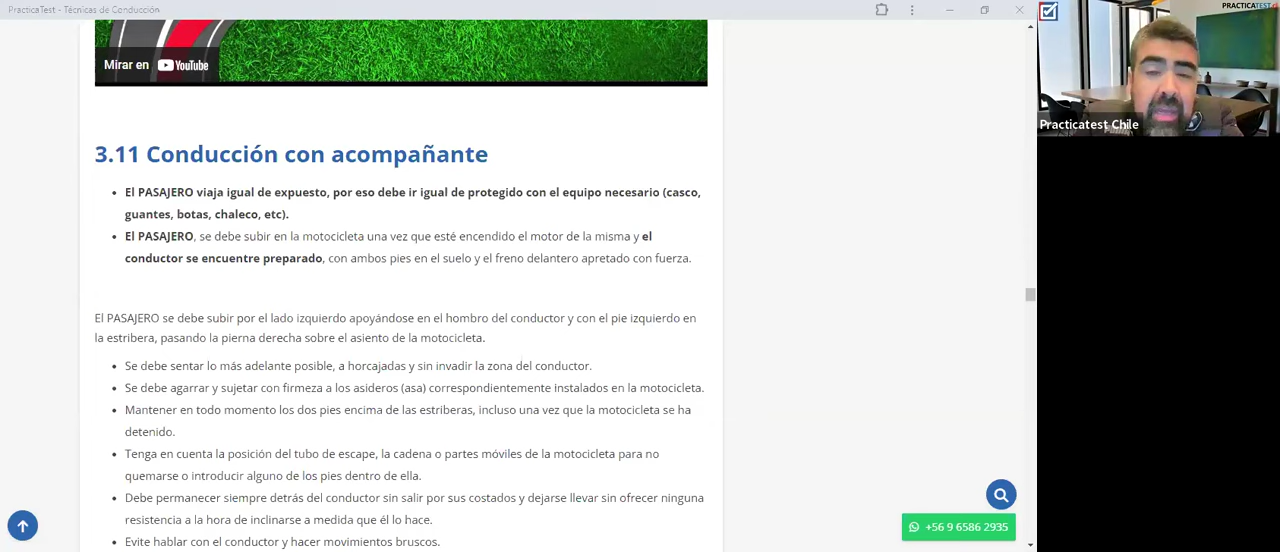 PracticaTest - Técnicas de Conducción
PRACTICATEST
Mirar en YouTube
Practicatest Chile
3.11 Conducción con acompañante
• El PASAJERO viaja igual de expuesto, por eso debe ir igual de protegido con el equipo necesario (casco,
guantes, botas, chaleco, etc).
• El PASAJERO, se debe subir en la motocicleta una vez que esté encendido el motor de la misma y el
conductor se encuentre preparado, con ambos pies en el suelo y el freno delantero apretado con fuerza.
El PASAJERO se debe subir por el lado izquierdo apoyándose en el hombro del conductor y con el pie izquierdo en
la estribera, pasando la pierna derecha sobre el asiento de la motocicleta.
• Se debe sentar lo más adelante posible, a horcajadas y sin invadir la zona del conductor.
• Se debe agarrar y sujetar con firmeza a los asideros (asa) correspondientemente instalados en la motocicleta.
• Mantener en todo momento los dos pies encima de las estriberas, incluso una vez que la motocicleta se ha
detenido.
• Tenga en cuenta la posición del tubo de escape, la cadena o partes móviles de la motocicleta para no
quemarse o introducir alguno de los pies dentro de ella.
• Debe permanecer siempre detrás del conductor sin salir por sus costados y dejarse llevar sin ofrecer ninguna
resistencia a la hora de inclinarse a medida que él lo hace.
• Evite hablar con el conductor y hacer movimientos bruscos.
+56 9 6586 2935